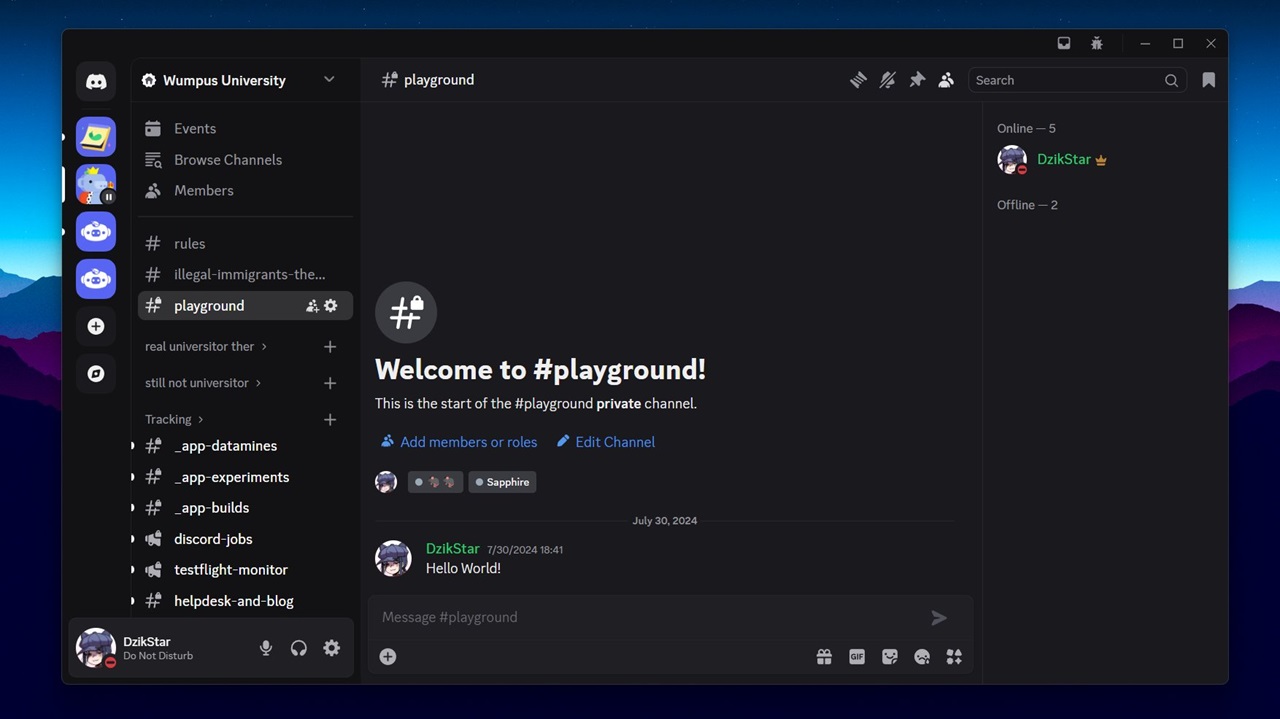 Wumpus University
Events
Browse Channels
Members
rules
illegal-immigrants-the...
playground
real universitor ther
still not universitor
Tracking
_app-datamines
_app-experiments
_app-builds
discord-jobs
testflight-monitor
helpdesk-and-blog
DzikStar
Do Not Disturb
playground
Search
Welcome to #playground!
This is the start of the #playground private channel.
Add members or roles Edit Channel
Sapphire
July 30, 2024
DzikStar 7/30/2024 18:41
Hello World!
Message #playground
GIF
Online — 5
DzikStar
Offline — 2